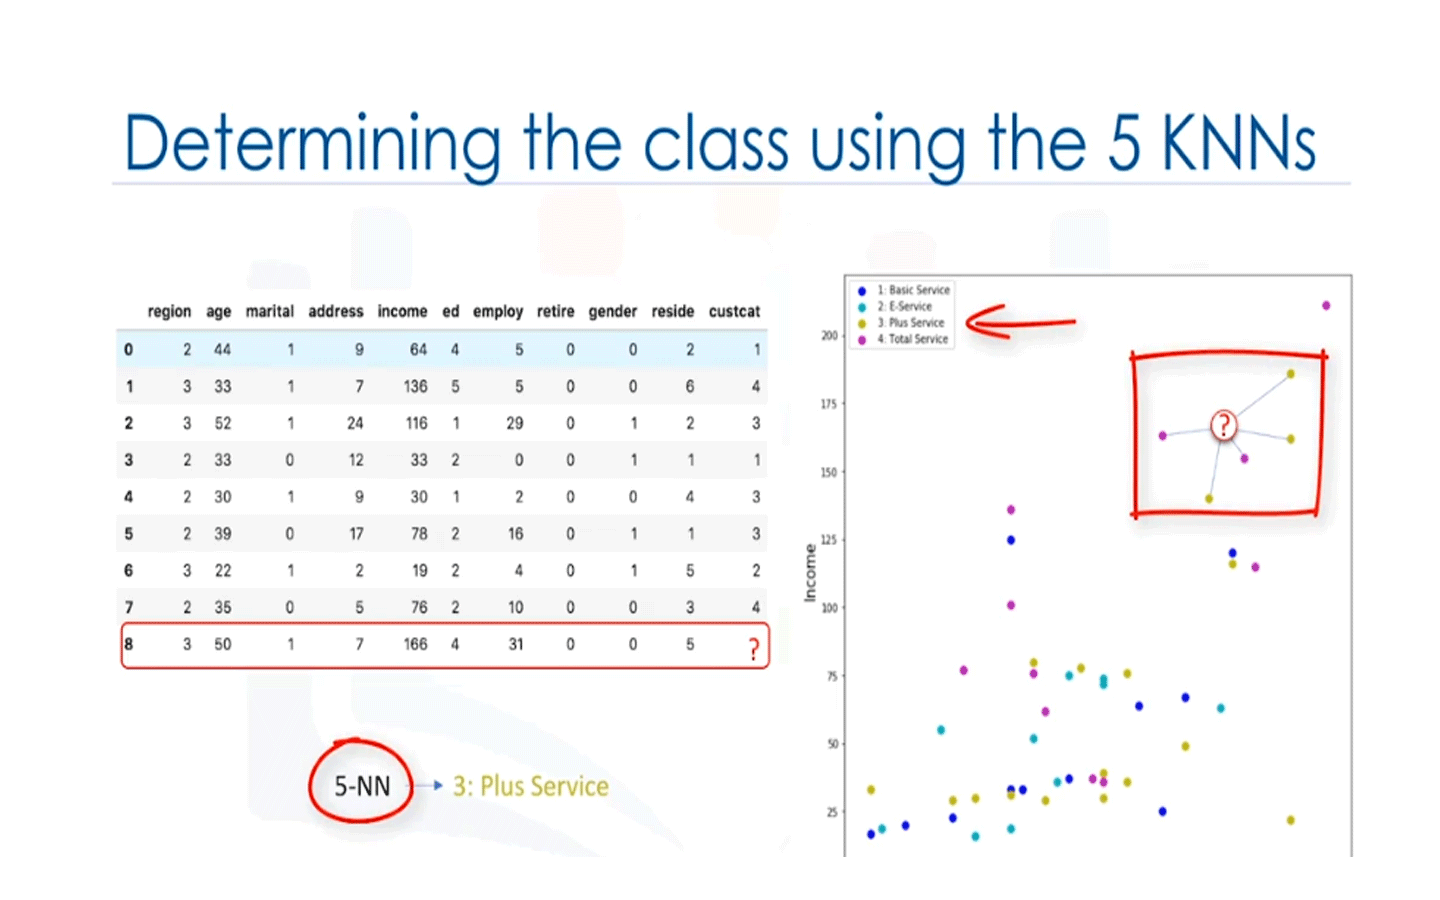 Determining the class using the 5 KNNs
region age marital address income ed employ retire gender reside custcat
0 2 44 1 9 64 4 5 0 0 2 1
1 3 33 1 7 136 5 5 0 0 6 4
2 3 52 1 24 116 1 29 0 1 2 3
3 2 33 0 12 33 2 0 0 1 1 1
4 2 30 1 9 30 1 2 0 0 4 3
5 2 39 0 17 78 2 16 0 1 1 3
6 3 22 1 2 19 2 4 0 1 5 2
7 2 35 0 5 76 2 10 0 0 3 4
8 3 50 1 7 166 4 31 0 0 5 ?
5-NN
3: Plus Service
1: Basic Service
2: E-Service
3: Plus Service
4: Total Service
?
Income
200
175
150
125
100
75
50
25